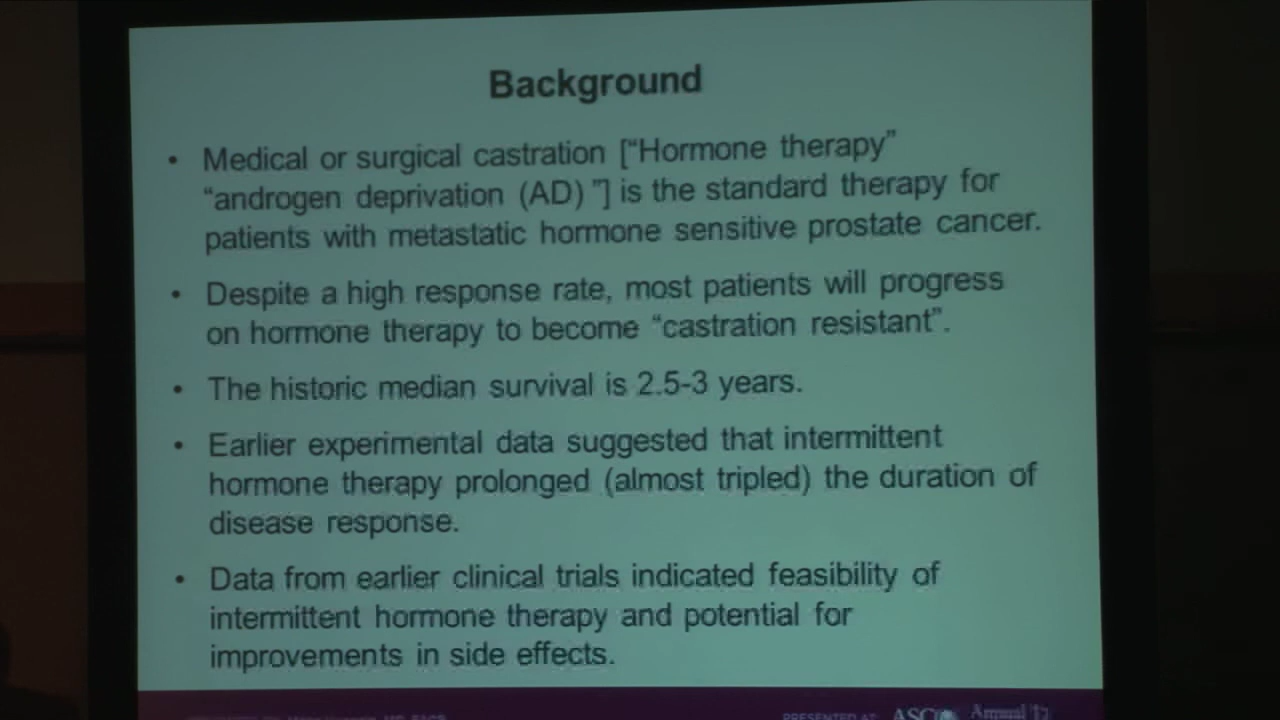 Background
• Medical or surgical castration [“Hormone therapy”
“androgen deprivation (AD) ”] is the standard therapy for
patients with metastatic hormone sensitive prostate cancer.
• Despite a high response rate, most patients will progress
on hormone therapy to become “castration resistant”.
• The historic median survival is 2.5-3 years.
• Earlier experimental data suggested that intermittent
hormone therapy prolonged (almost tripled) the duration of
disease response.
• Data from earlier clinical trials indicated feasibility of
intermittent hormone therapy and potential for
improvements in side effects.
PRESENTED AT: ASCO Annual